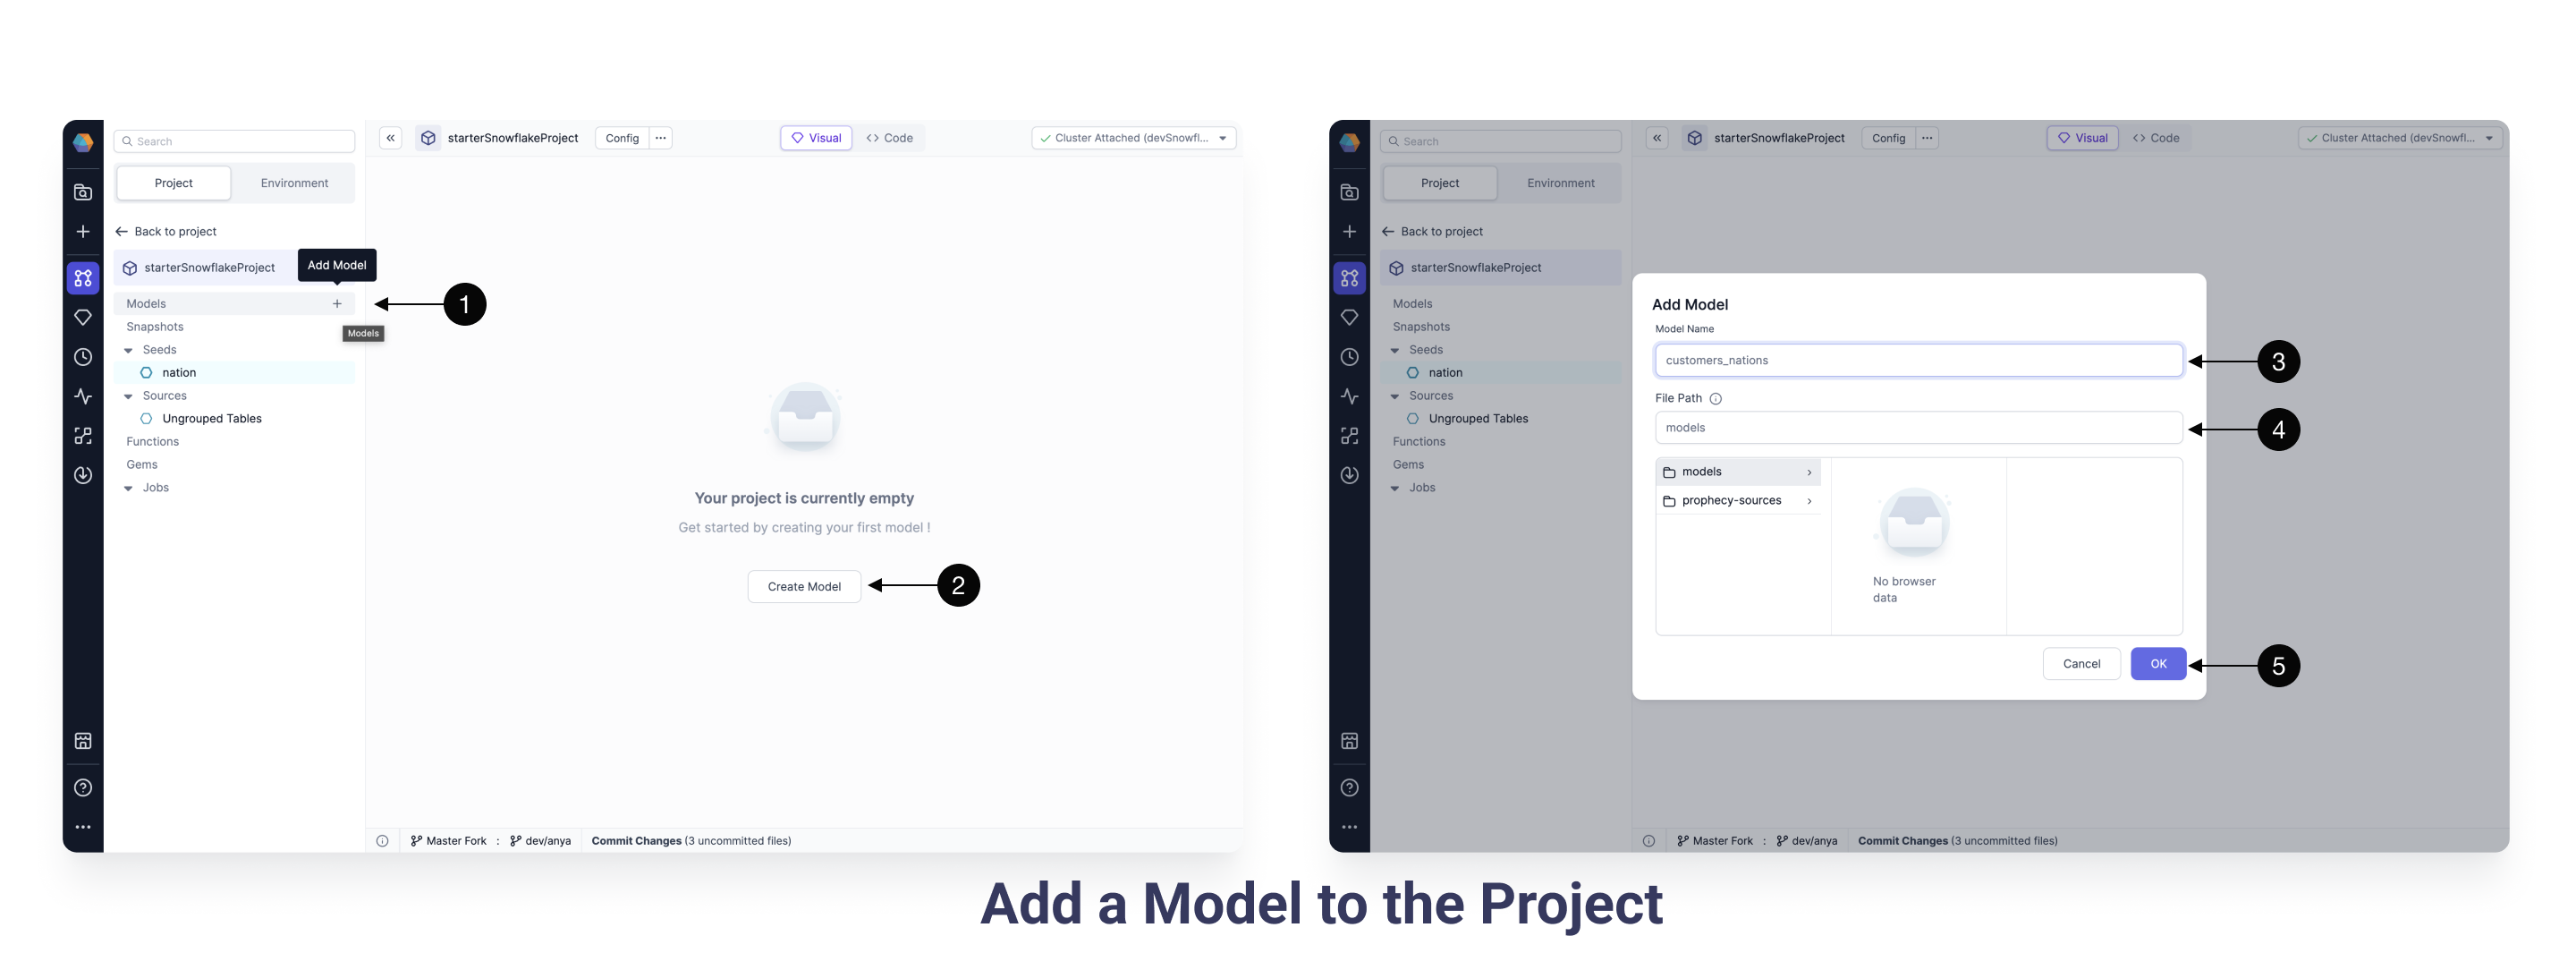 Search
Project
Environment
Back to project
starterSnowflakeProject
Add Model
Models
Models
Snapshots
Seeds
nation
Sources
Ungrouped Tables
Functions
Gems
Jobs
starterSnowflakeProject
Config
Visual
Code
Cluster Attached (devSnowfl...
1
Your project is currently empty
Get started by creating your first model !
Create Model
2
Master Fork : dev/anya
Commit Changes (3 uncommitted files)
Search
Project
Environment
Back to project
starterSnowflakeProject
Models
Snapshots
Seeds
nation
Sources
Ungrouped Tables
Functions
Gems
Jobs
starterSnowflakeProject
Config
Visual
Code
Cluster Attached (devSnowfl...
Add Model
Model Name
customers_nations
3
File Path
models
4
models
prophecy-sources
No browser
data
Cancel
OK
5
Master Fork : dev/anya
Commit Changes (3 uncommitted files)
Add a Model to the Project